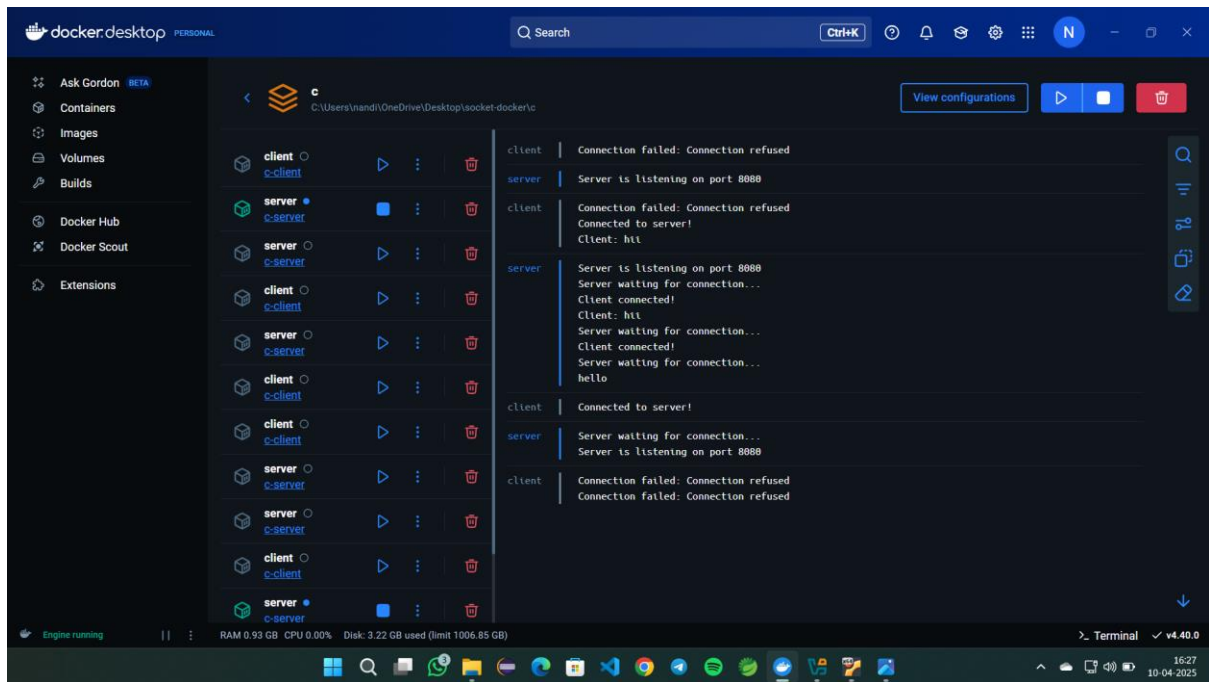 docker.desktop PERSONAL
Search
Ctrl+K
N
Ask Gordon BETA
Containers
Images
Volumes
Builds
Docker Hub
Docker Scout
Extensions
c
C:\Users\nandi\OneDrive\Desktop\socket-docker\c
View configurations
client
c-client
server
c-server
server
c-server
client
c-client
server
c-server
client
c-client
client
c-client
server
c-server
server
c-server
client
c-client
server
c-server
client Connection failed: Connection refused
server Server is listening on port 8080
client Connection failed: Connection refused
Connected to server!
Client: hii
server Server is listening on port 8080
Server waiting for connection...
Client connected!
Client: hii
Server waiting for connection...
Client connected!
Server waiting for connection...
hello
client Connected to server!
server Server waiting for connection...
Server is listening on port 8080
client Connection failed: Connection refused
Connection failed: Connection refused
Engine running
RAM 0.93 GB CPU 0.00% Disk: 3.22 GB used (limit 1006.85 GB)
>_ Terminal
v4.40.0
3
16:27
10-04-2025